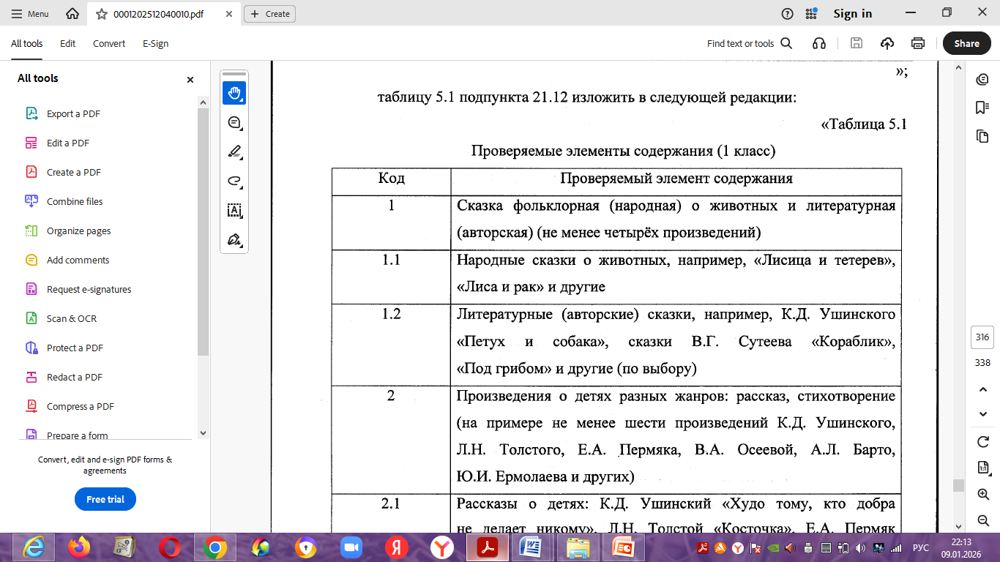 Menu
0001202512040010.pdf
Create
Sign in
All tools
Edit
Convert
E-Sign
Find text or tools
Share
All tools
Export a PDF
Edit a PDF
Create a PDF
Combine files
Organize pages
Add comments
Request e-signatures
Scan & OCR
Protect a PDF
Redact a PDF
Compress a PDF
Prepare a form
Convert, edit and e-sign PDF forms &
agreements
Free trial
»;
таблицу 5.1 подпункта 21.12 изложить в следующей редакции:
«Таблица 5.1
Проверяемые элементы содержания (1 класс)
Код Проверяемый элемент содержания
1 Сказка фольклорная (народная) о животных и литературная
(авторская) (не менее четырёх произведений)
1.1 Народные сказки о животных, например, «Лисица и тетерев»,
«Лиса и рак» и другие
1.2 Литературные (авторские) сказки, например, К.Д. Ушинского
«Петух и собака», сказки В.Г. Сутеева «Кораблик»,
«Под грибом» и другие (по выбору)
2 Произведения о детях разных жанров: рассказ, стихотворение
(на примере не менее шести произведений К.Д. Ушинского,
Л.Н. Толстого, Е.А. Пермяка, В.А. Осеевой, А.Л. Барто,
Ю.И. Ермолаева и других)
2.1 Рассказы о детях: К.Д. Ушинский «Худо тому, кто добра
не делает никому», Л.Н. Толстой «Косточка», Е.А. Пермяк
316
338
1:1
РУС
22:13
09.01.2026